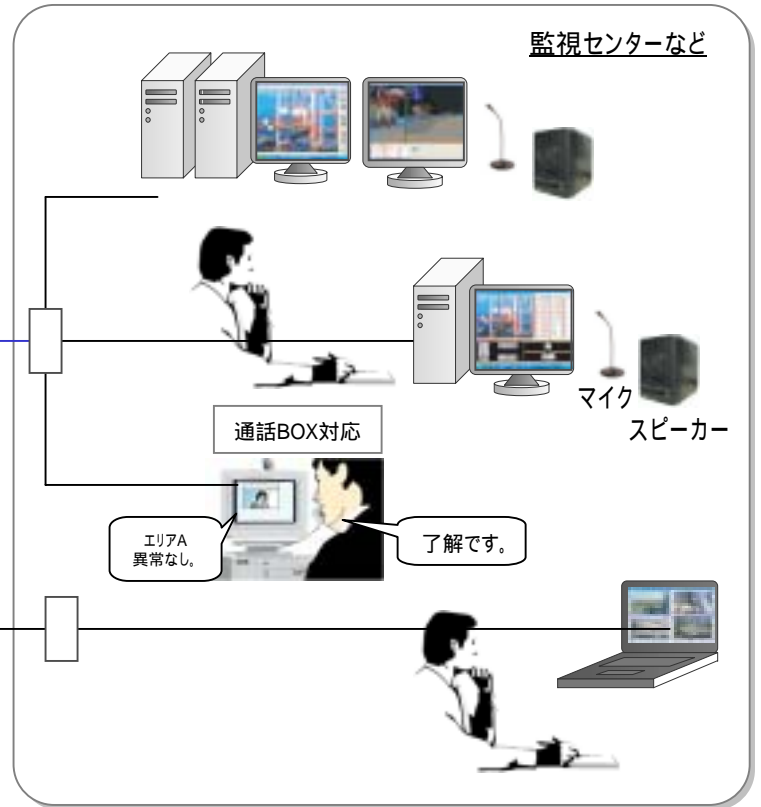 監視センターなど
マイク
スピーカー
通話BOX対応
エリアA
異常なし。
了解です。